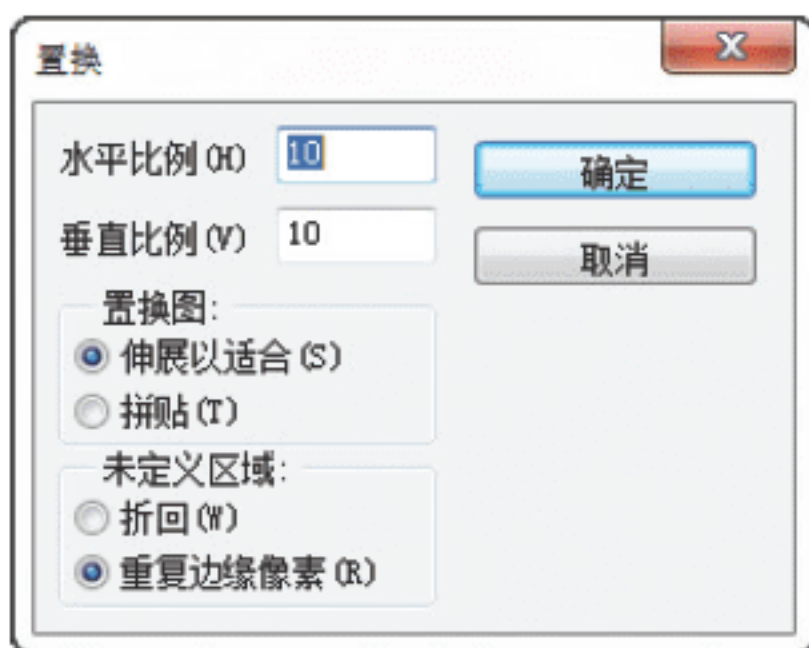 置换
水平比例(H) 10
确定
垂直比例(V) 10
取消
置换图:
伸展以适合(S)
拼贴(T)
未定义区域:
折回(W)
重复边缘像素(R)